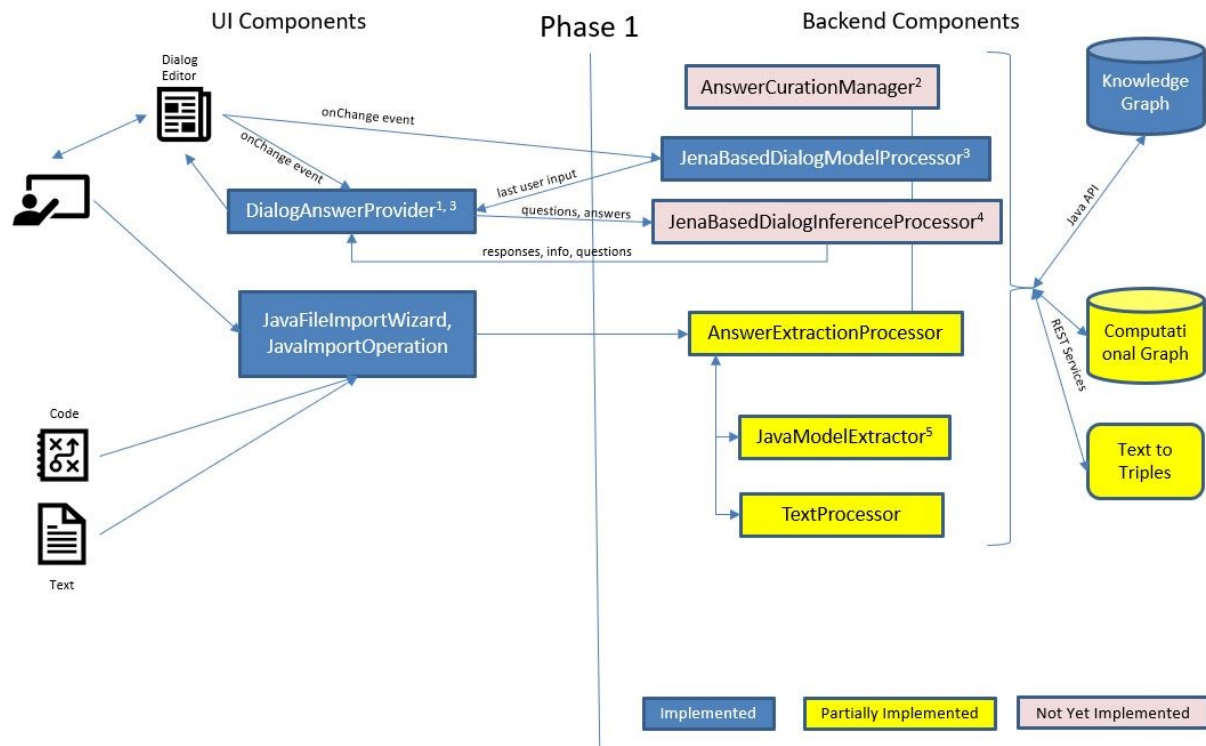 UI Components
Phase 1
Backend Components
Dialog
Editor
onChange event
onChange event
last user input
DialogAnswerProvider1, 3
questions, answers
responses, info, questions
JavaFileImportWizard,
JavaImportOperation
Code
Text
AnswerCurationManager2
JenaBasedDialogModelProcessor3
JenaBasedDialogInferenceProcessor4
AnswerExtractionProcessor
JavaModelExtractor5
TextProcessor
Knowledge
Graph
Java API
REST Services
Computati
onal Graph
Text to
Triples
Implemented
Partially Implemented
Not Yet Implemented